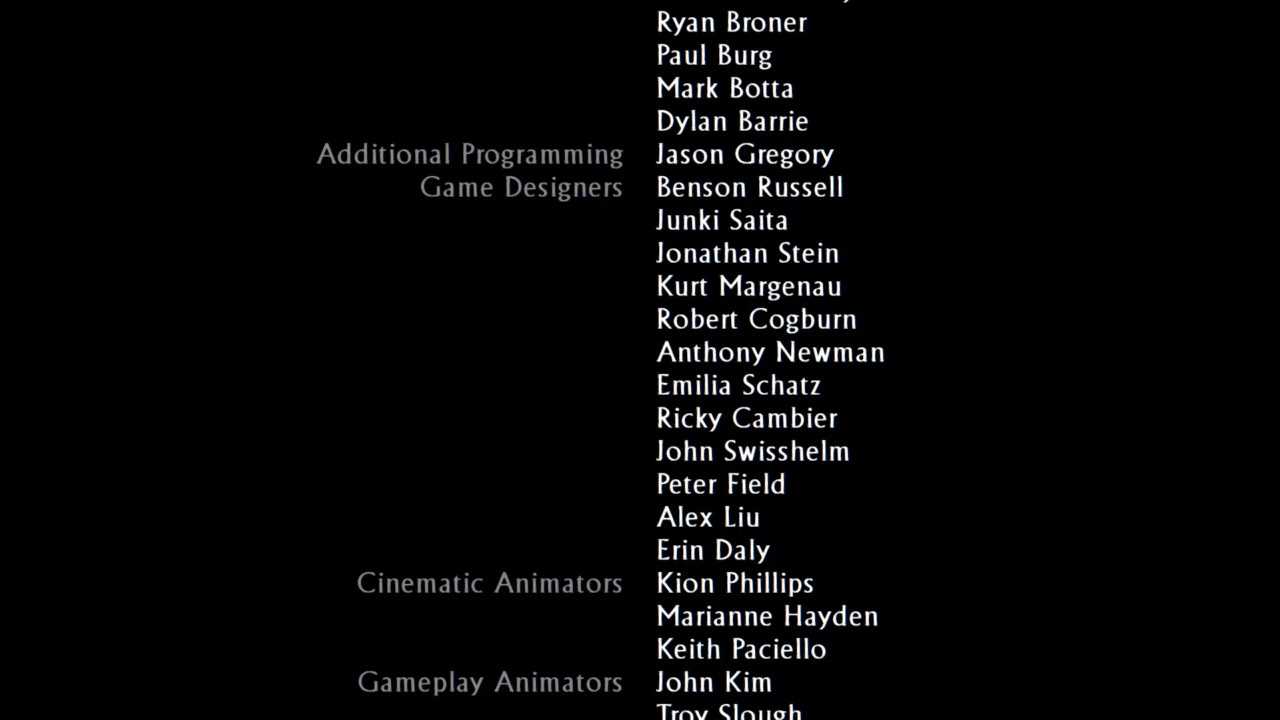 Ryan Broner
Paul Burg
Mark Botta
Dylan Barrie
Additional Programming Jason Gregory
Game Designers Benson Russell
Junki Saita
Jonathan Stein
Kurt Margenau
Robert Cogburn
Anthony Newman
Emilia Schatz
Ricky Cambier
John Swisshelm
Peter Field
Alex Liu
Erin Daly
Cinematic Animators Kion Phillips
Marianne Hayden
Keith Paciello
Gameplay Animators John Kim
Troy Slough